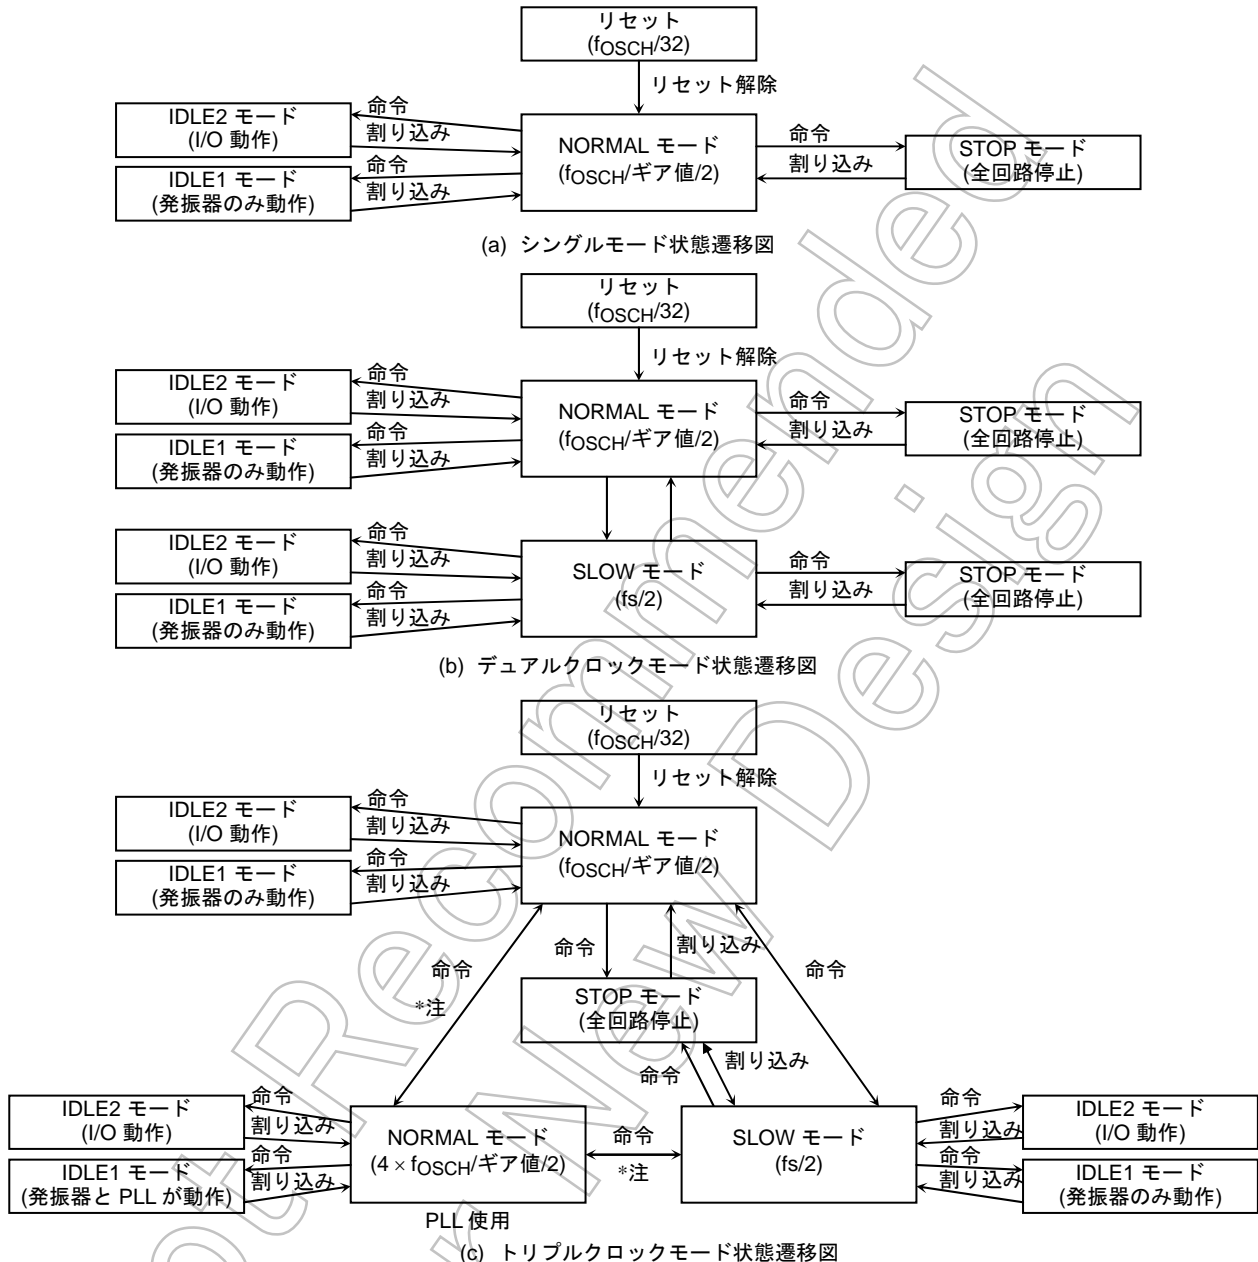 リセット
(fOSCH/32)
リセット解除
IDLE2 モード
(I/O 動作)
命令
割り込み
IDLE1 モード
(発振器のみ動作)
命令
割り込み
NORMAL モード
(fOSCH/ギア値/2)
命令
割り込み
STOP モード
(全回路停止)
(a) シングルモード状態遷移図
リセット
(fOSCH/32)
リセット解除
IDLE2 モード
(I/O 動作)
命令
割り込み
IDLE1 モード
(発振器のみ動作)
命令
割り込み
NORMAL モード
(fOSCH/ギア値/2)
命令
割り込み
STOP モード
(全回路停止)
IDLE2 モード
(I/O 動作)
命令
割り込み
IDLE1 モード
(発振器のみ動作)
命令
割り込み
SLOW モード
(fs/2)
命令
割り込み
STOP モード
(全回路停止)
(b) デュアルクロックモード状態遷移図
リセット
(fOSCH/32)
リセット解除
IDLE2 モード
(I/O 動作)
命令
割り込み
IDLE1 モード
(発振器のみ動作)
命令
割り込み
NORMAL モード
(fOSCH/ギア値/2)
命令
*注
命令
割り込み
命令
STOP モード
(全回路停止)
命令
割り込み
IDLE2 モード
(I/O 動作)
命令
割り込み
IDLE1 モード
(発振器と PLL が動作)
命令
割り込み
NORMAL モード
(4 × fOSCH/ギア値/2)
PLL 使用
命令
*注
SLOW モード
(fs/2)
命令
割り込み
命令
割り込み
IDLE2 モード
(I/O 動作)
IDLE1 モード
(発振器のみ動作)
(c) トリプルクロックモード状態遷移図
Not Recommended
for New Design